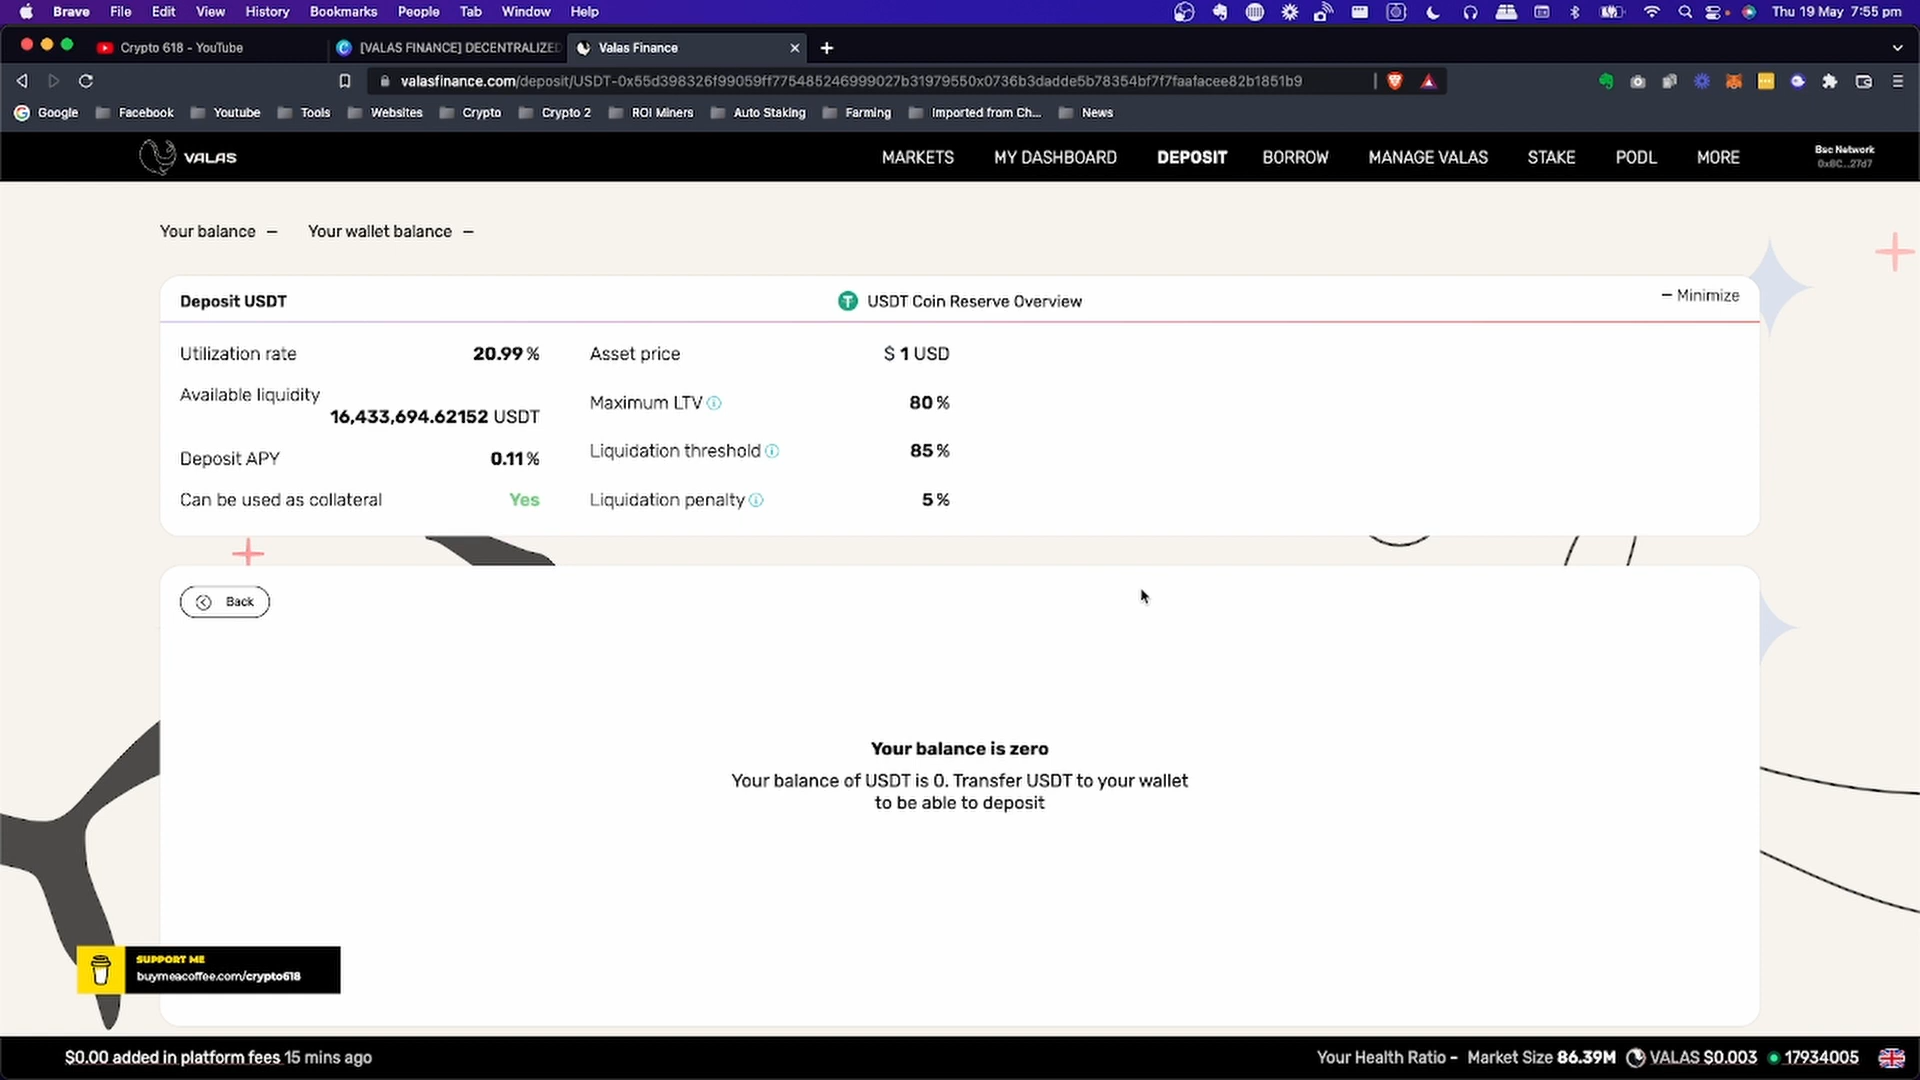 Brave File Edit View History Bookmarks People Tab Window Help Thu 19 May 7:55 pm
Crypto 618 - YouTube [VALAS FINANCE] DECENTRALIZED Valas Finance
valasfinance.com/deposit/USDT-0x55d398326f99059ff775485246999027b31979550x0736b3dadde5b78354bf7f7faafacee82b1851b9
Google Facebook Youtube Tools Websites Crypto Crypto 2 ROI Miners Auto Staking Farming Imported from Ch... News
VALAS MARKETS MY DASHBOARD DEPOSIT BORROW MANAGE VALAS STAKE PODL MORE Bsc Network
0x8C...27d7
Your balance – Your wallet balance –
Deposit USDT USDT Coin Reserve Overview – Minimize
Utilization rate 20.99 % Asset price $ 1 USD
Available liquidity
16,433,694.62152 USDT
Maximum LTV 80 %
Deposit APY 0.11 % Liquidation threshold 85 %
Can be used as collateral Yes Liquidation penalty 5 %
Back
Your balance is zero
Your balance of USDT is 0. Transfer USDT to your wallet
to be able to deposit
SUPPORT ME
buymeacoffee.com/crypto618
$0.00 added in platform fees 15 mins ago Your Health Ratio – Market Size 86.39M VALAS $0.003 17934005